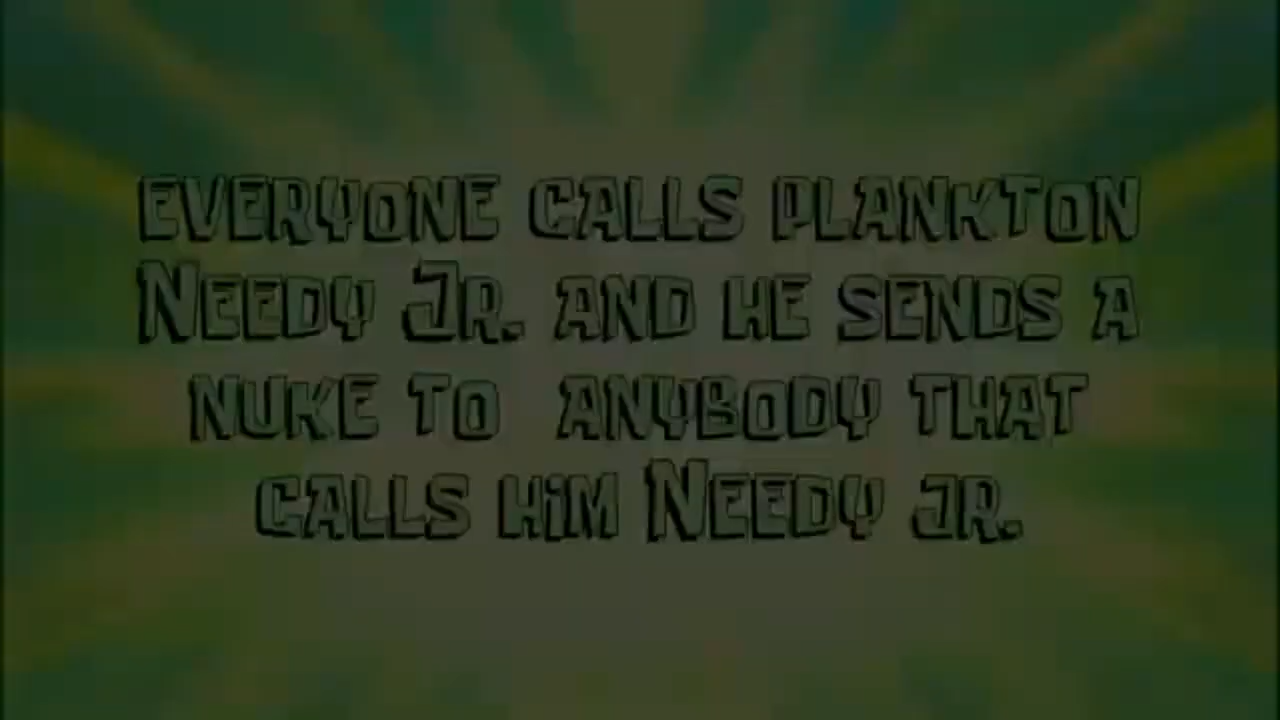 EVERYONE CALLS PLANKTON
NEEDY JR. AND HE SENDS A
NUKE TO ANYBODY THAT
CALLS HIM NEEDY JR.